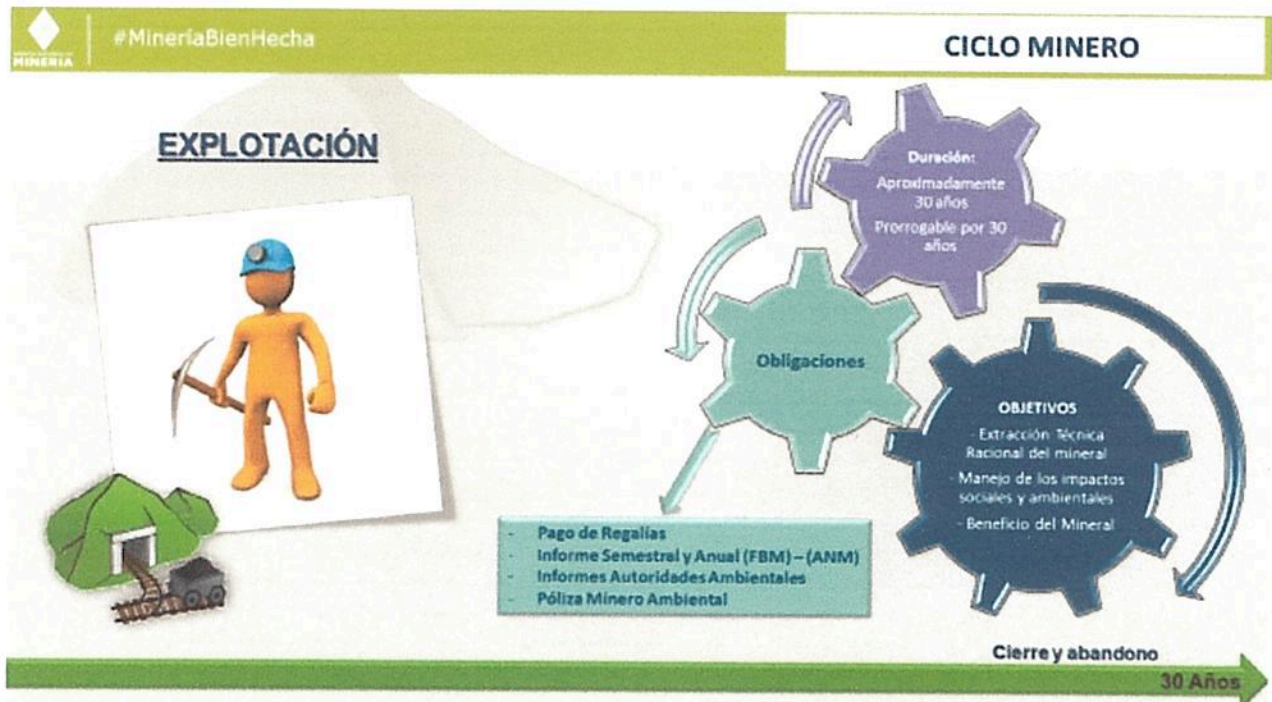 #MineríaBienHecha
MINERIA
CICLO MINERO
EXPLOTACIÓN
Duración:
Aproximadamente
30 años
Prorrogable por 30
años
Obligaciones
OBJETIVOS
- Extracción Técnica
Racional del mineral
- Manejo de los impactos
sociales y ambientales
- Beneficio del Mineral
- Pago de Regalías
- Informe Semestral y Anual (FBM) – (ANM)
- Informes Autoridades Ambientales
- Póliza Minero Ambiental
Cierre y abandono
30 Años